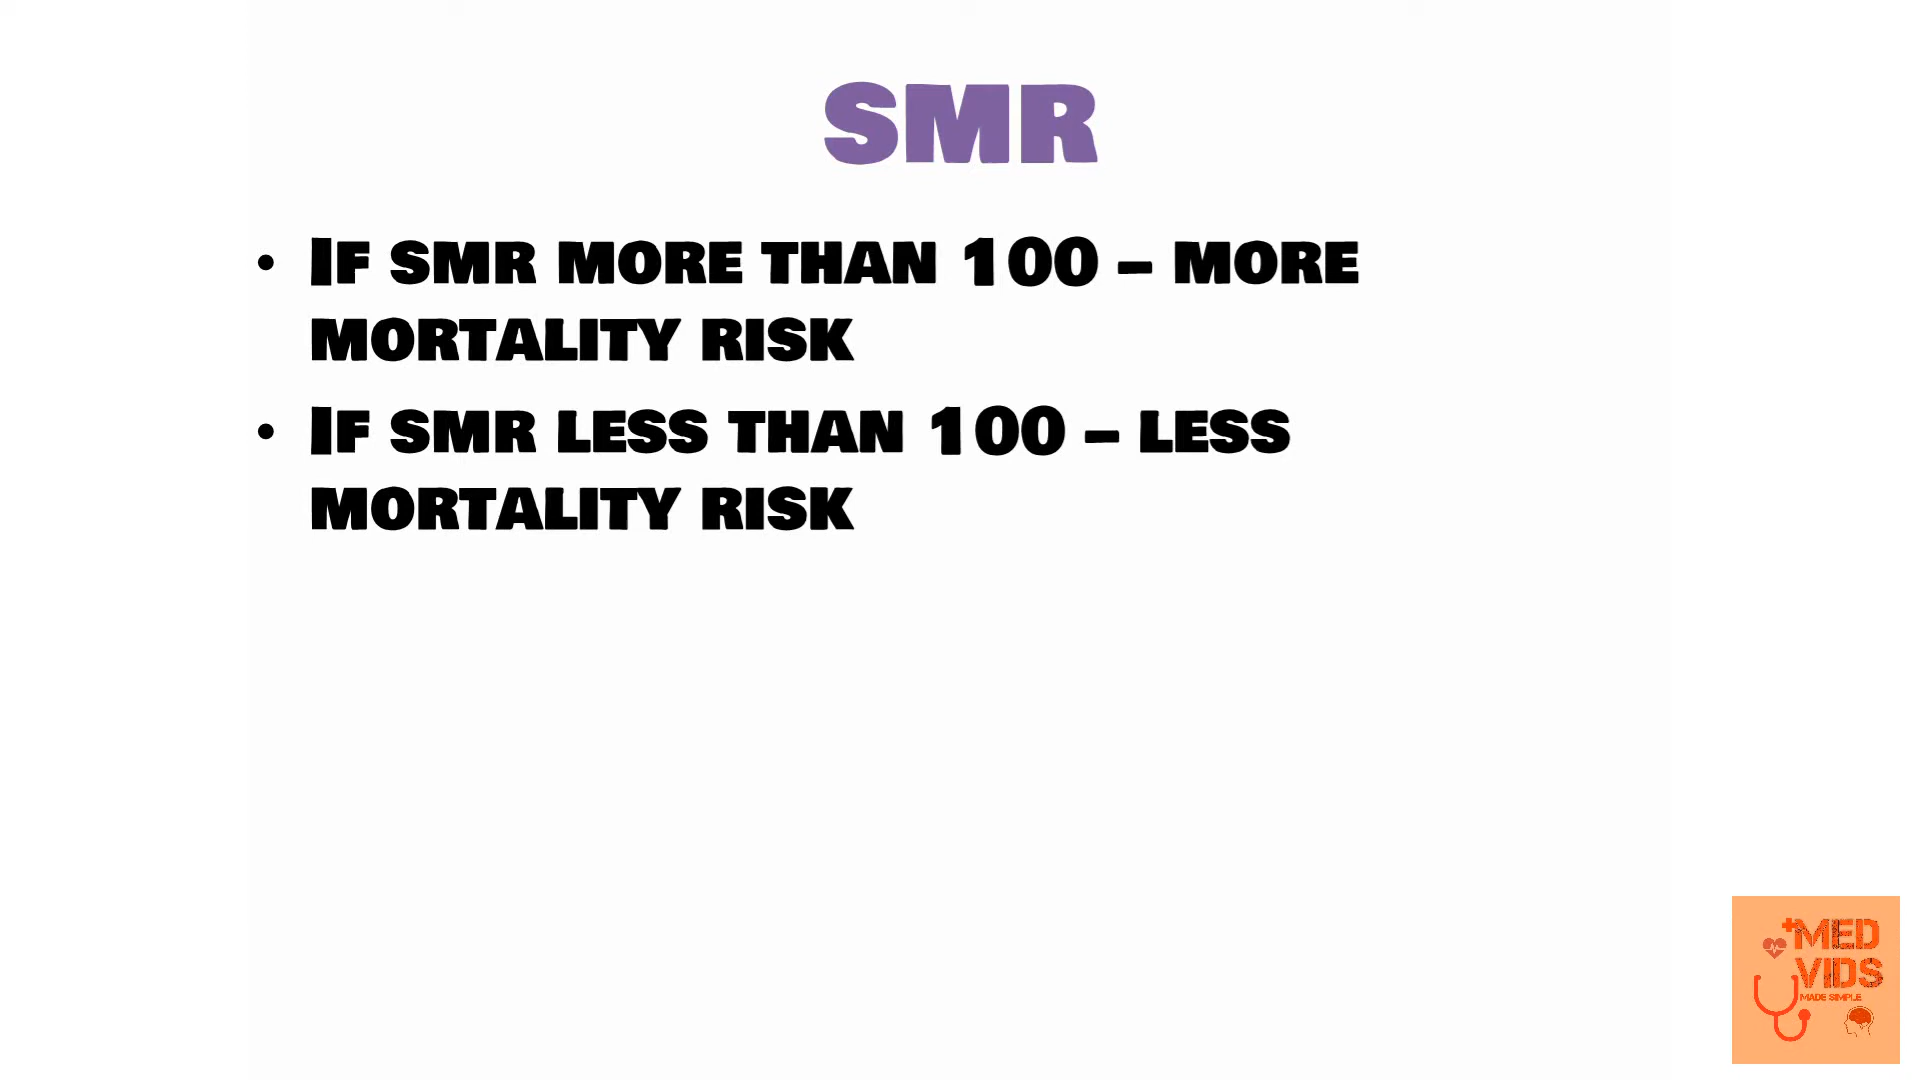 SMR
• If smr more than 100 – more
mortality risk
• If smr less than 100 – less
mortality risk
MED
VIDS
MADE SIMPLE